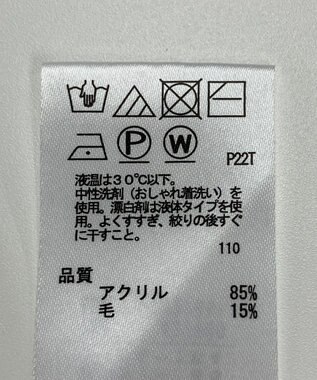 P W P22T
液温は30℃以下。
中性洗剤（おしゃれ着洗い）を
使用。漂白剤は液体タイプを使
用。よくすすぎ、絞りの後すぐ
に干すこと。
110
品質
アクリル 85%
毛 15%